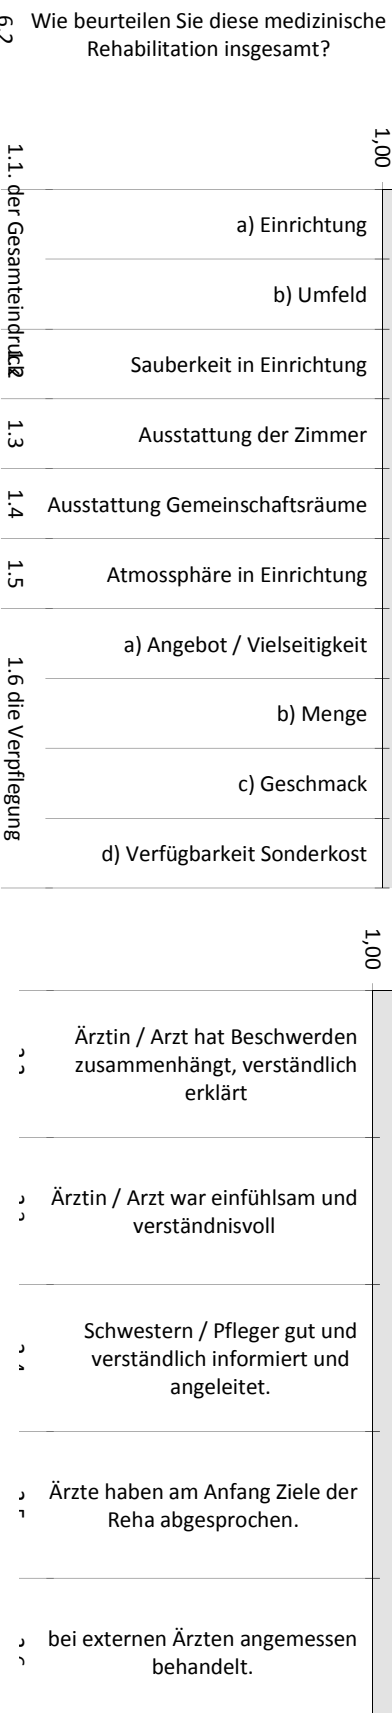 6.2
Wie beurteilen Sie diese medizinische
Rehabilitation insgesamt?
1,00
1.1. der Gesamteindruck
a) Einrichtung
b) Umfeld
1.2
Sauberkeit in Einrichtung
1.3
Ausstattung der Zimmer
1.4
Ausstattung Gemeinschaftsräume
1.5
Atmossphäre in Einrichtung
1.6 die Verpflegung
a) Angebot / Vielseitigkeit
b) Menge
c) Geschmack
d) Verfügbarkeit Sonderkost
1,00
Ärztin / Arzt hat Beschwerden
zusammenhängt, verständlich
erklärt
Ärztin / Arzt war einfühlsam und
verständnisvoll
Schwestern / Pfleger gut und
verständlich informiert und
angeleitet.
Ärzte haben am Anfang Ziele der
Reha abgesprochen.
bei externen Ärzten angemessen
behandelt.